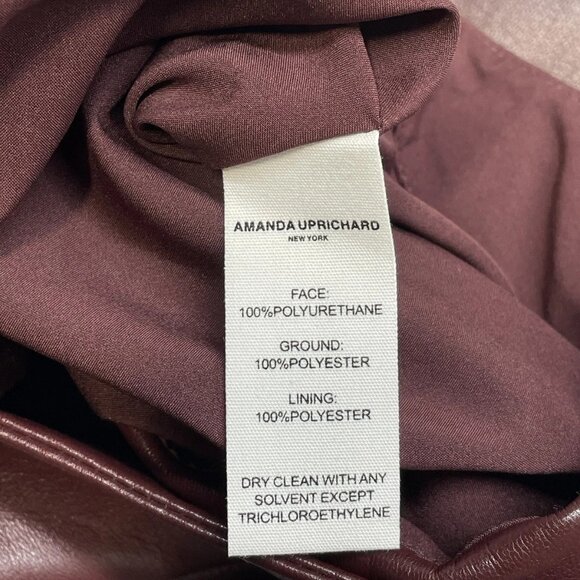 AMANDA UPRICHARD
NEW YORK
FACE:
100%POLYURETHANE
GROUND:
100%POLYESTER
LINING:
100%POLYESTER
DRY CLEAN WITH ANY
SOLVENT EXCEPT
TRICHLOROETHYLENE